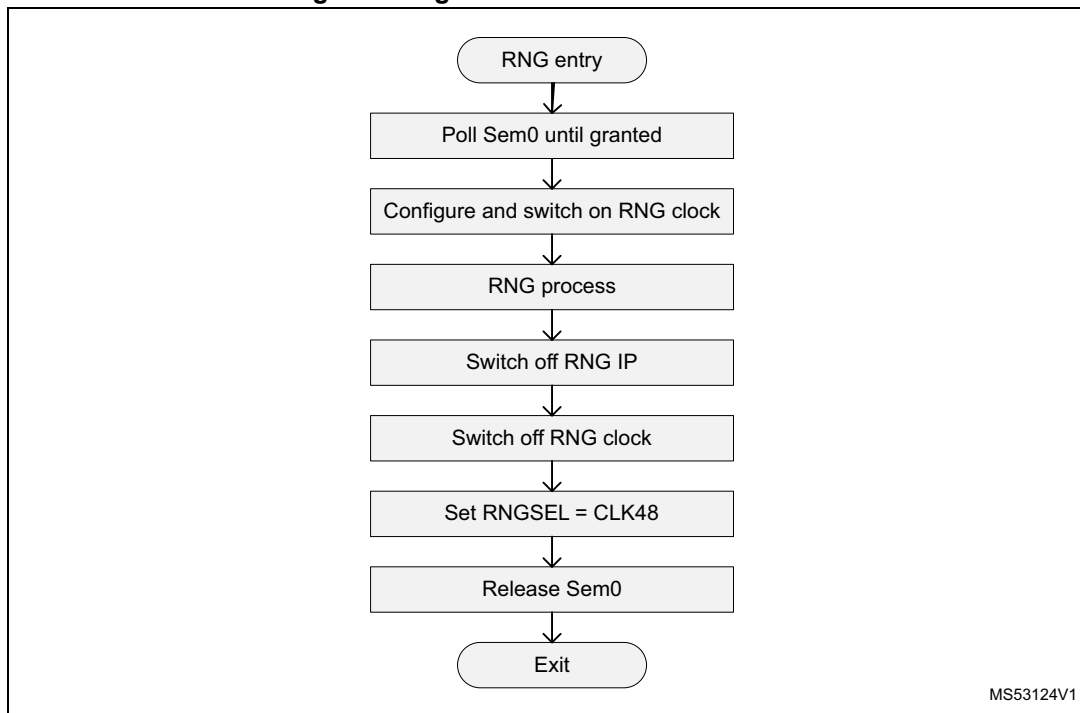 RNG entry
Poll Sem0 until granted
Configure and switch on RNG clock
RNG process
Switch off RNG IP
Switch off RNG clock
Set RNGSEL = CLK48
Release Sem0
Exit
MS53124V1